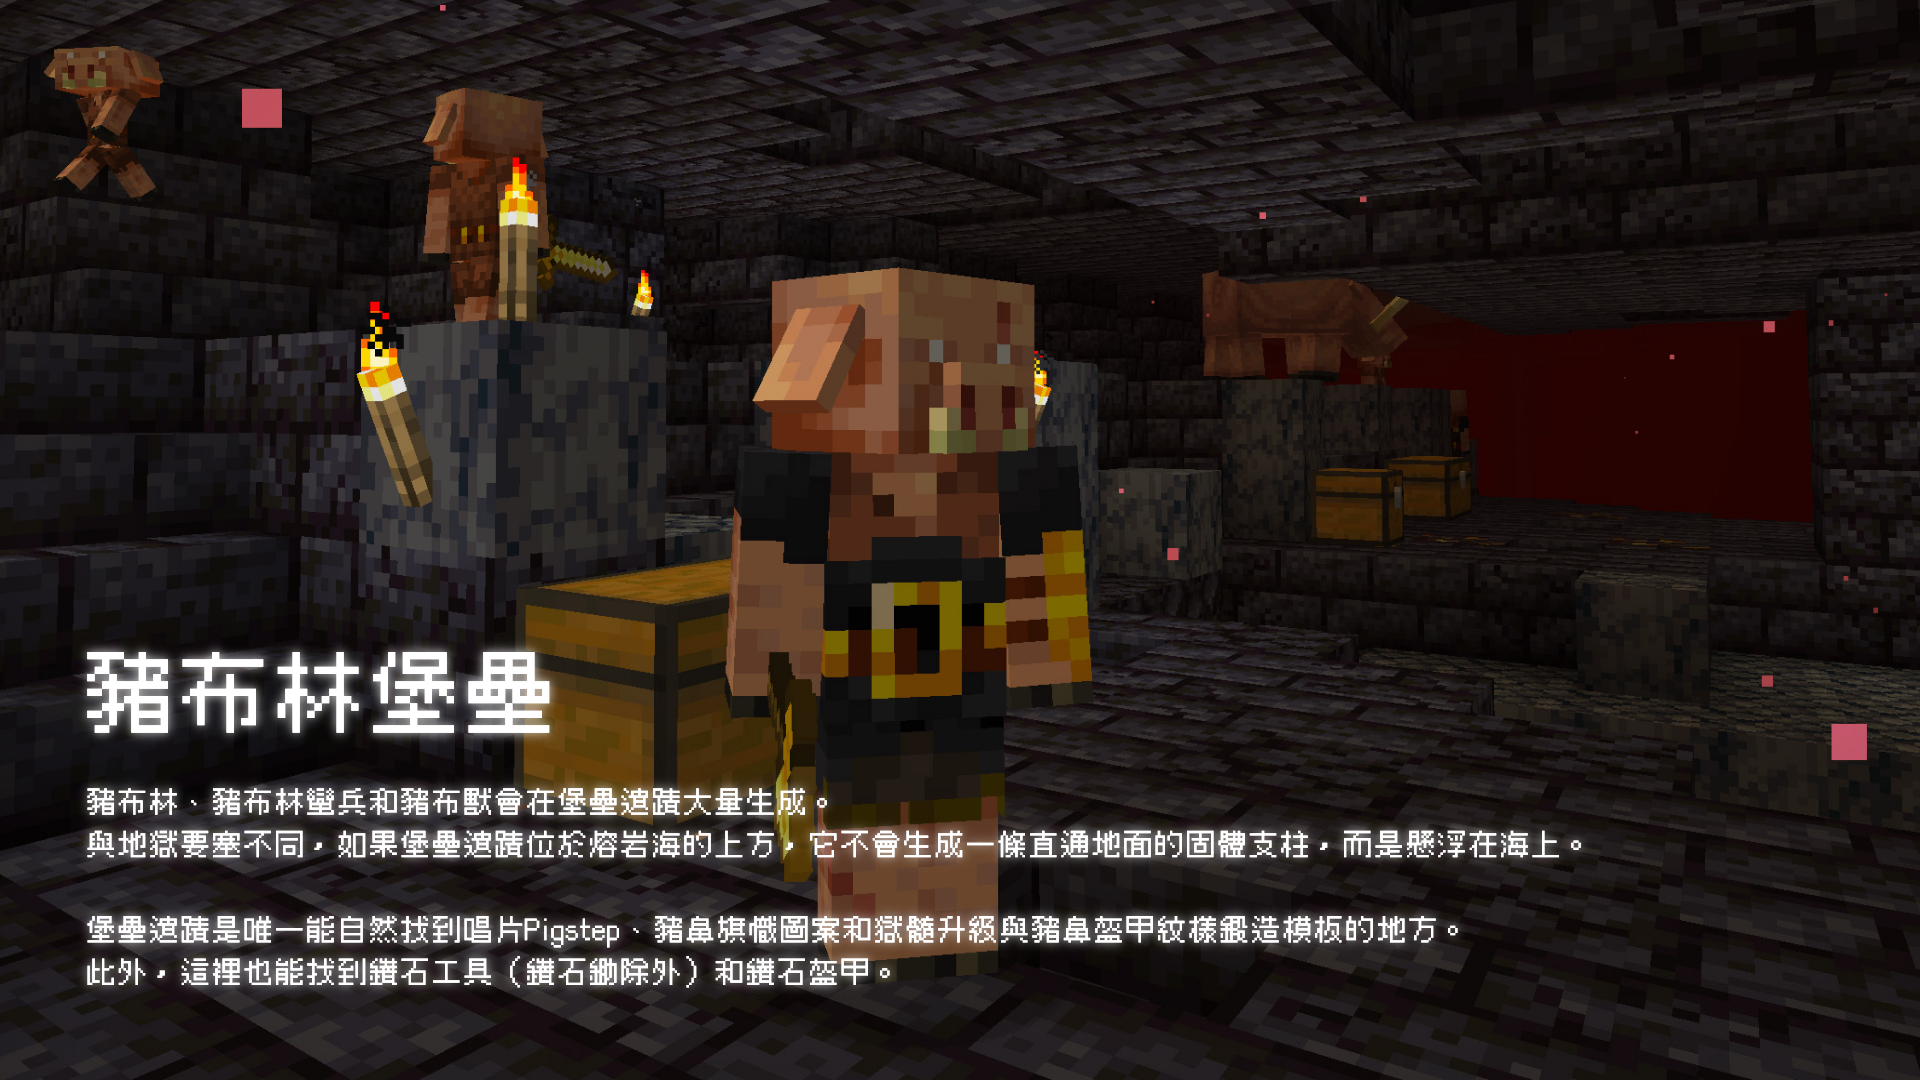 豬布林堡壘
豬布林、豬布林蠻兵和豬布獸會在堡壘遺蹟大量生成。
與地獄要塞不同，如果堡壘遺蹟位於熔岩海的上方，它不會生成一條直通地面的固體支柱，而是懸浮在海上。
堡壘遺蹟是唯一能自然找到唱片Pigstep、豬鼻旗幟圖案和獄髓升級與豬鼻盔甲紋樣鍛造模板的地方。
此外，這裡也能找到鑽石工具（鑽石鋤除外）和鑽石盔甲。